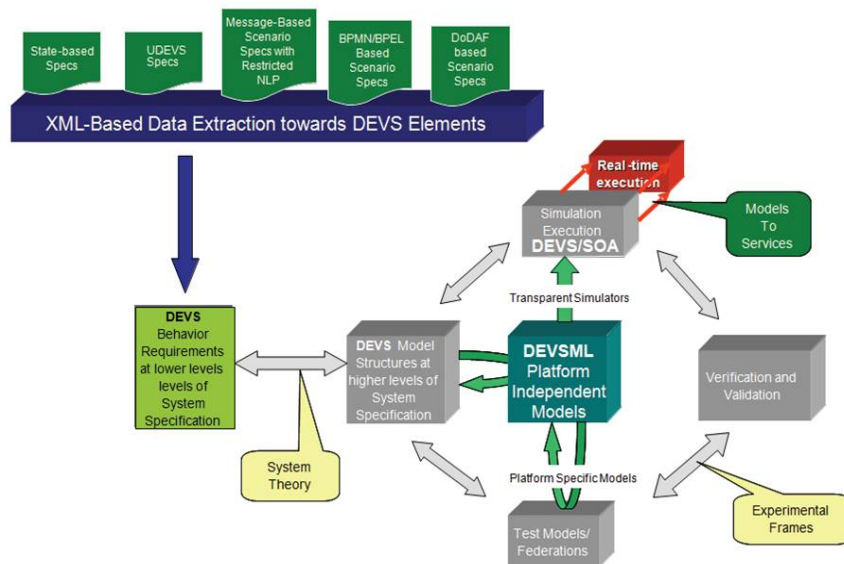 State-based
Specs
UDEVS
Specs
Message-Based
Scenario
Specs with
Restricted
NLP
BPMN/BPEL
Based
Scenario
Specs
DoDAF
based
Scenario
Specs
XML-Based Data Extraction towards DEVS Elements
Real-time
execution
Simulation
Execution
DEVS/SOA
Models
To
Services
Transparent Simulators
DEVS
Behavior
Requirements
at lower levels
levels of
System
Specification
DEVS Model
Structures at
higher levels of
System
Specification
DEVSML
Platform
Independent
Models
Verification and
Validation
System
Theory
Platform Specific Models
Test Models/
Federations
Experimental
Frames